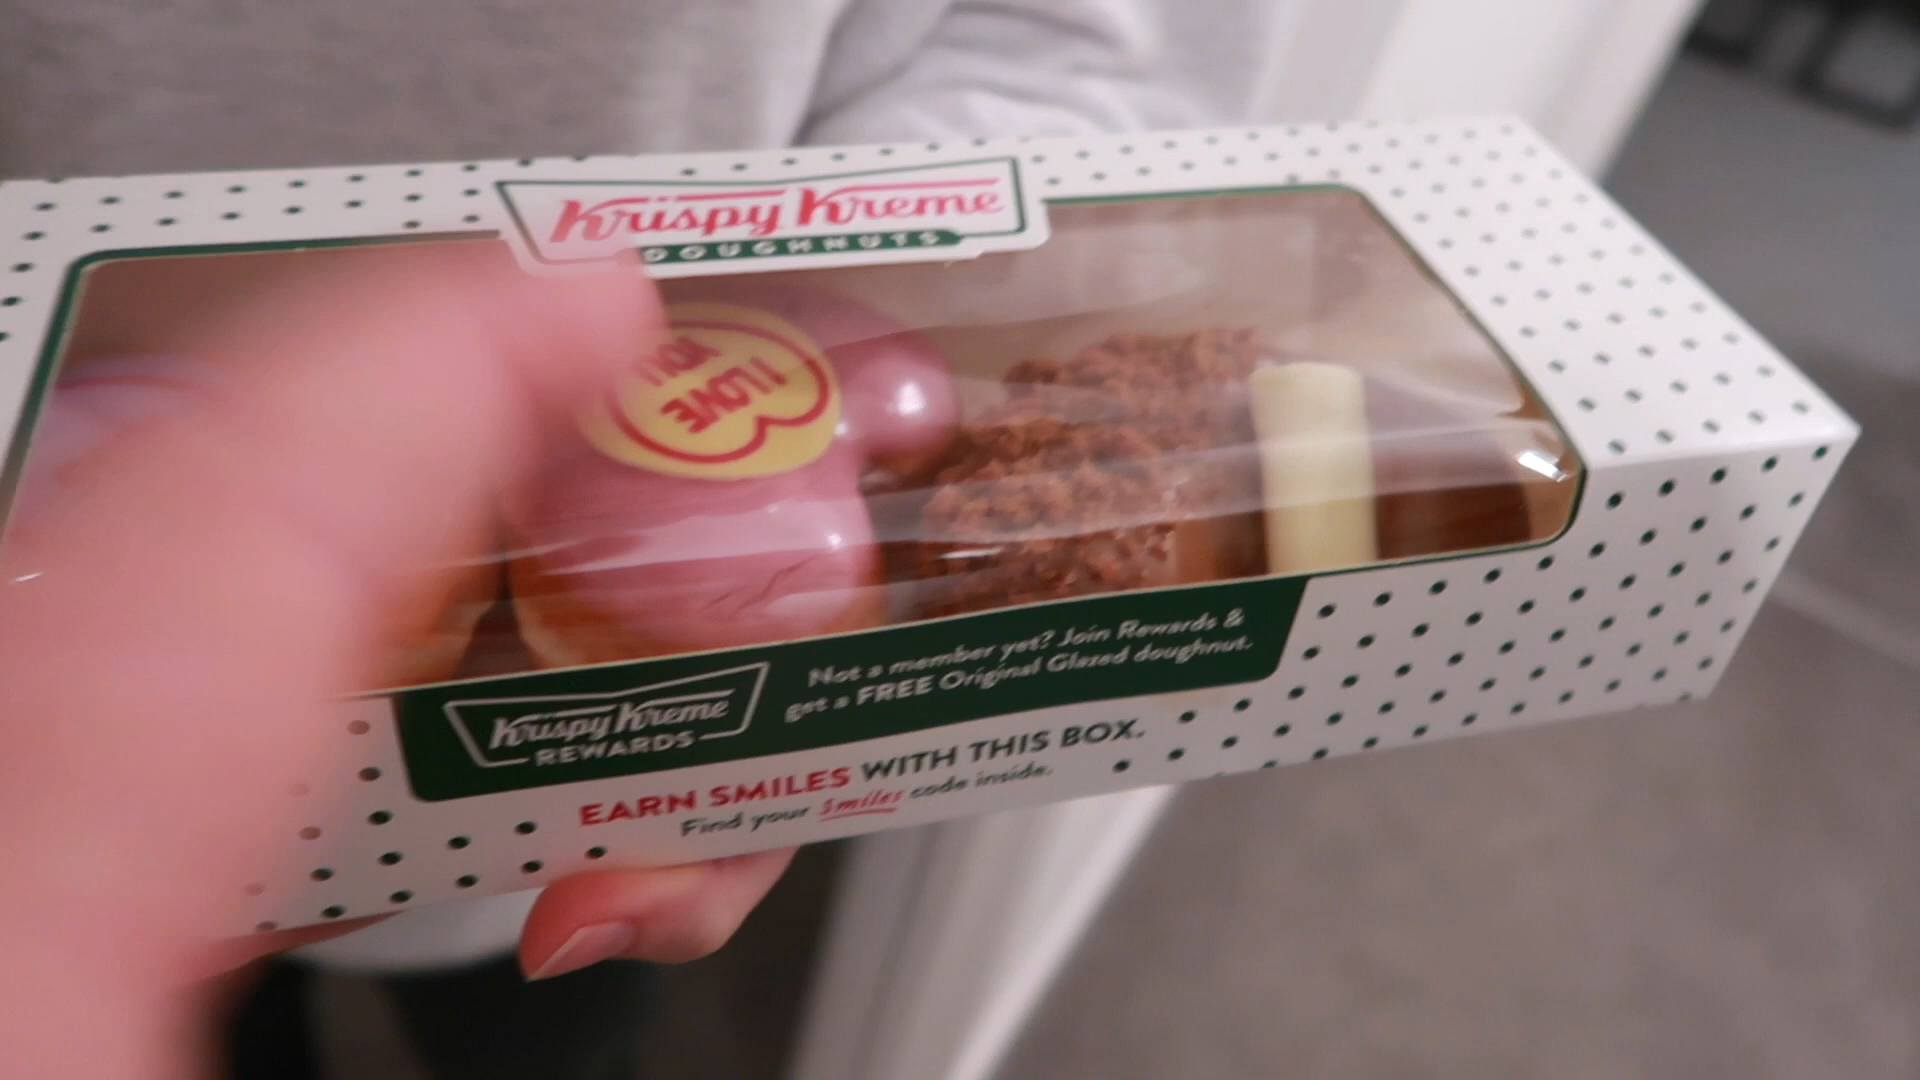 Krispy Kreme
DOUGHNUTS
I LOVE
YOU
Krispy Kreme
REWARDS
Not a member yet? Join Rewards &
get a FREE Original Glazed doughnut.
EARN SMILES WITH THIS BOX.
Find your Smiles code inside.